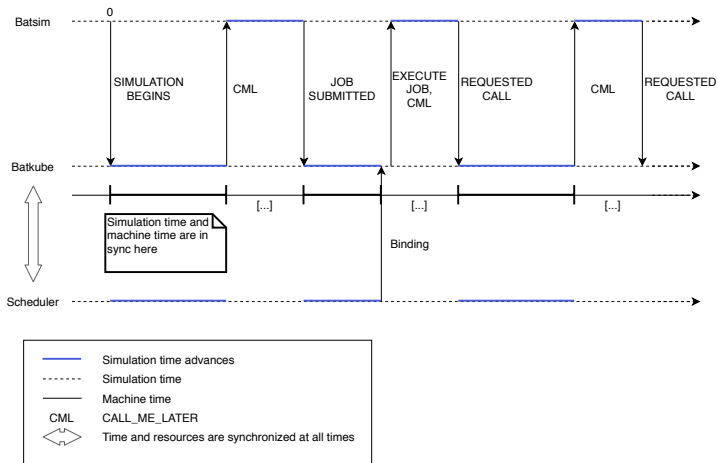 0
Batsim
SIMULATION
BEGINS
CML
JOB
SUBMITTED
EXECUTE
JOB,
CML
REQUESTED
CALL
CML
REQUESTED
CALL
Batkube
[...]
[...]
[...]
Simulation time and
machine time are in
sync here
Binding
Scheduler
Simulation time advances
Simulation time
Machine time
CML CALL_ME_LATER
Time and resources are synchronized at all times